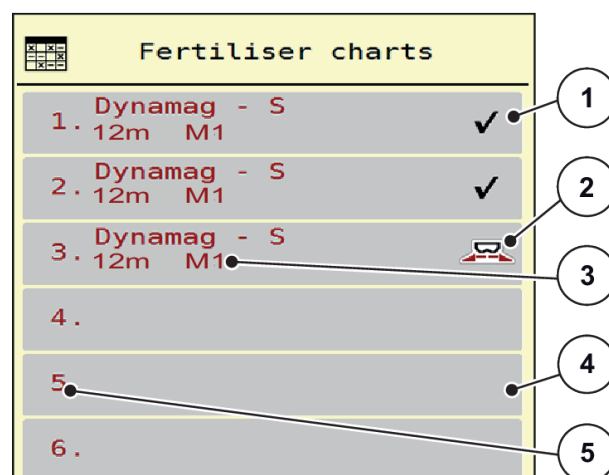 Fertiliser charts
1. Dynamag - S
12m M1
✓
1
2. Dynamag - S
12m M1
✓
2
3. Dynamag - S
12m M1
3
4.
5.
4
6.
5